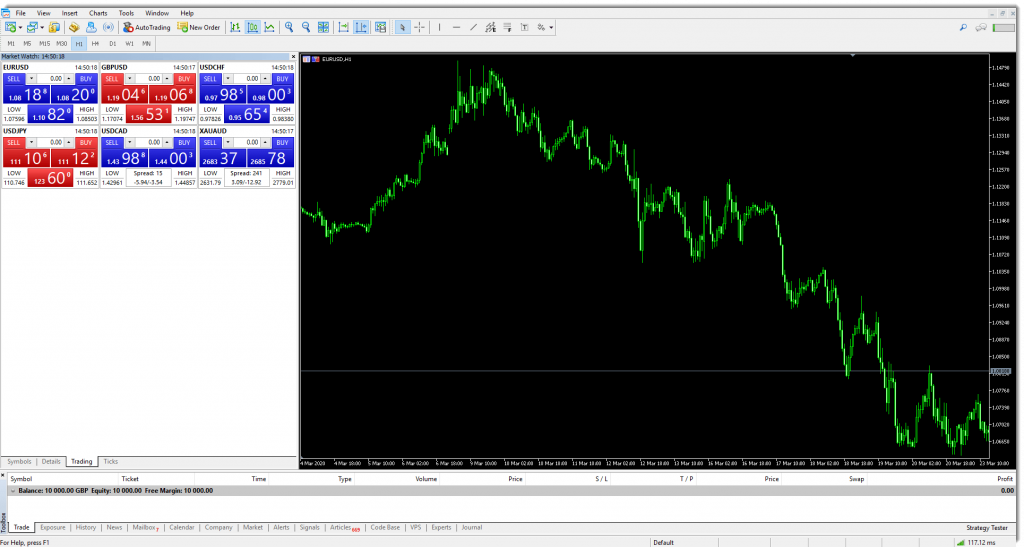 File View Insert Charts Tools Window Help
AutoTrading New Order
M1 M5 M15 M30 H1 H4 D1 W1 MN
Market Watch: 14:50:18
EURUSD 14:50:18 GBPUSD 14:50:17 USDCHF 14:50:18
SELL 0.00 BUY SELL 0.00 BUY SELL 0.00 BUY
1.08 18 8 1.08 20 0 1.19 04 6 1.19 06 8 0.97 98 5 0.98 00 3
LOW 1.10 82 0 HIGH LOW 1.56 53 1 HIGH LOW 0.95 65 4 HIGH
1.07596 1.08503 1.17074 1.19747 0.97826 0.98380
USDJPY 14:50:18 USDCAD 14:50:18 XAUAUD 14:50:17
SELL 0.00 BUY SELL 0.00 BUY SELL 0.00 BUY
111 10 6 111 12 2 1.43 98 8 1.44 00 3 2683 37 2685 78
LOW 123 60 0 HIGH LOW Spread: 15 HIGH LOW Spread: 241 HIGH
110.746 111.652 1.42961 -5.94/-3.54 1.44857 2631.79 3.09/-12.92 2779.01
EURUSD,H1
1.14790
1.14420
1.14050
1.13680
1.13310
1.12940
1.12570
1.12200
1.11830
1.11460
1.11090
1.10720
1.10350
1.09980
1.09610
1.09240
1.08870
1.08500
1.07760
1.07390
1.07020
1.06650
4 Mar 2020 4 Mar 18:00 5 Mar 10:00 6 Mar 02:00 6 Mar 18:00 9 Mar 10:00 10 Mar 02:00 10 Mar 18:00 11 Mar 10:00 12 Mar 02:00 12 Mar 18:00 13 Mar 10:00 16 Mar 02:00 16 Mar 18:00 17 Mar 10:00 18 Mar 02:00 18 Mar 18:00 19 Mar 10:00 20 Mar 02:00 20 Mar 18:00 23 Mar 10:00
Symbols Details Trading Ticks
Symbol Ticket Time Type Volume Price S / L T / P Price Swap Profit
Balance: 10 000.00 GBP Equity: 10 000.00 Free Margin: 10 000.00 0.00
Toolbox
Trade Exposure History News Mailbox 7 Calendar Company Market Alerts Signals Articles 669 Code Base VPS Experts Journal Strategy Tester
For Help, press F1 Default 117.12 ms